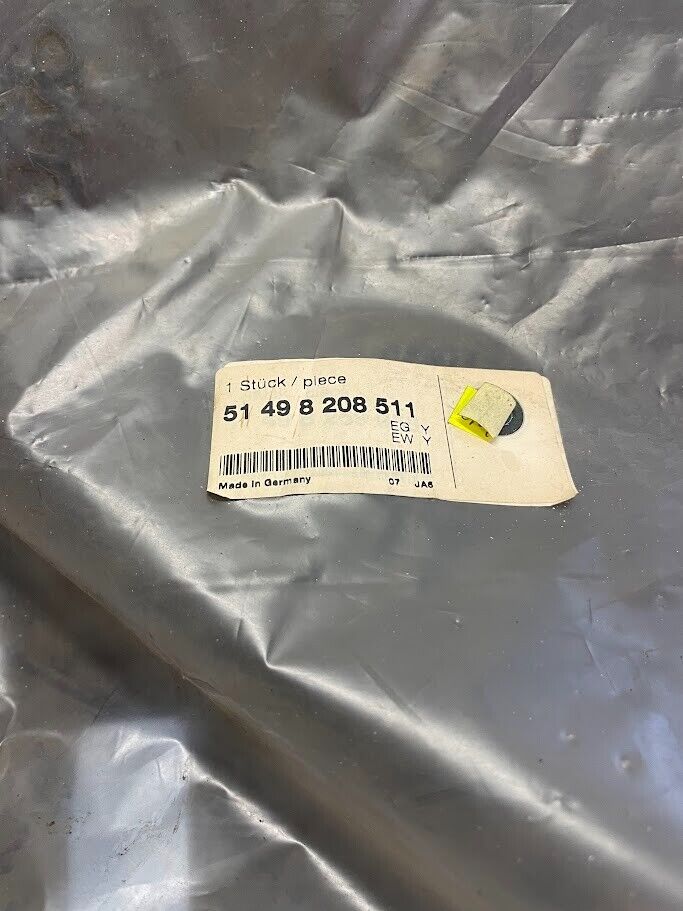 1 Stück / piece
51 49 8 208 511
EG Y
EW Y
Made in Germany 07 JA6